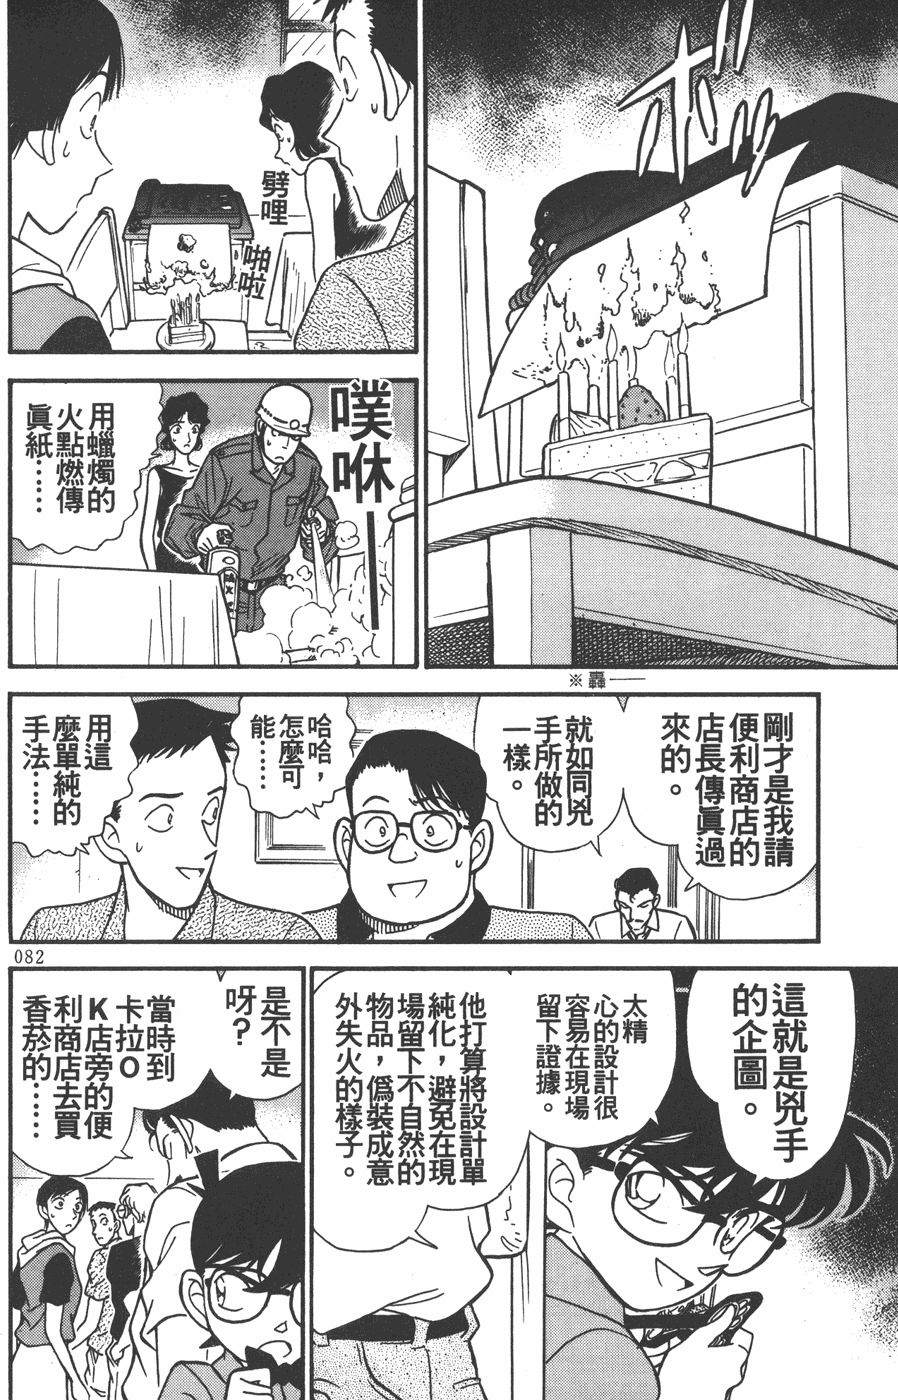 ボッ
※轟——
劈
哩
—
啪
啦
噗
咻
——
用蠟燭的
火點燃傳
眞紙……
剛才是我請
便利商店的
店長傳眞過
來的。
就如同兇
手所做的
一樣。
哈哈，
怎麼可
能……
用這
麼單純的
手法……
082
這就是兇手
的企圖。
太精
心的設計很
容易在現場
留下證據。
他打算將設計單
純化，避免在現
場留下不自然的
物品，僞裝成意
外失火的樣子。
是不是
呀？
當時到
卡拉O
K店旁的便
利商店去買
香菸的……